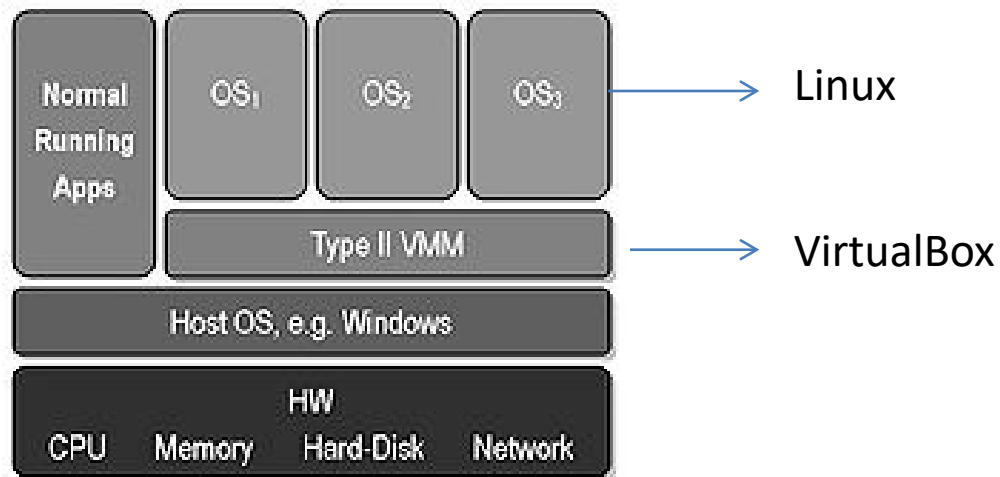 Normal
Running
Apps
OS₁
OS₂
OS₃
Linux
Type II VMM
VirtualBox
Host OS, e.g. Windows
HW
CPU Memory Hard-Disk Network